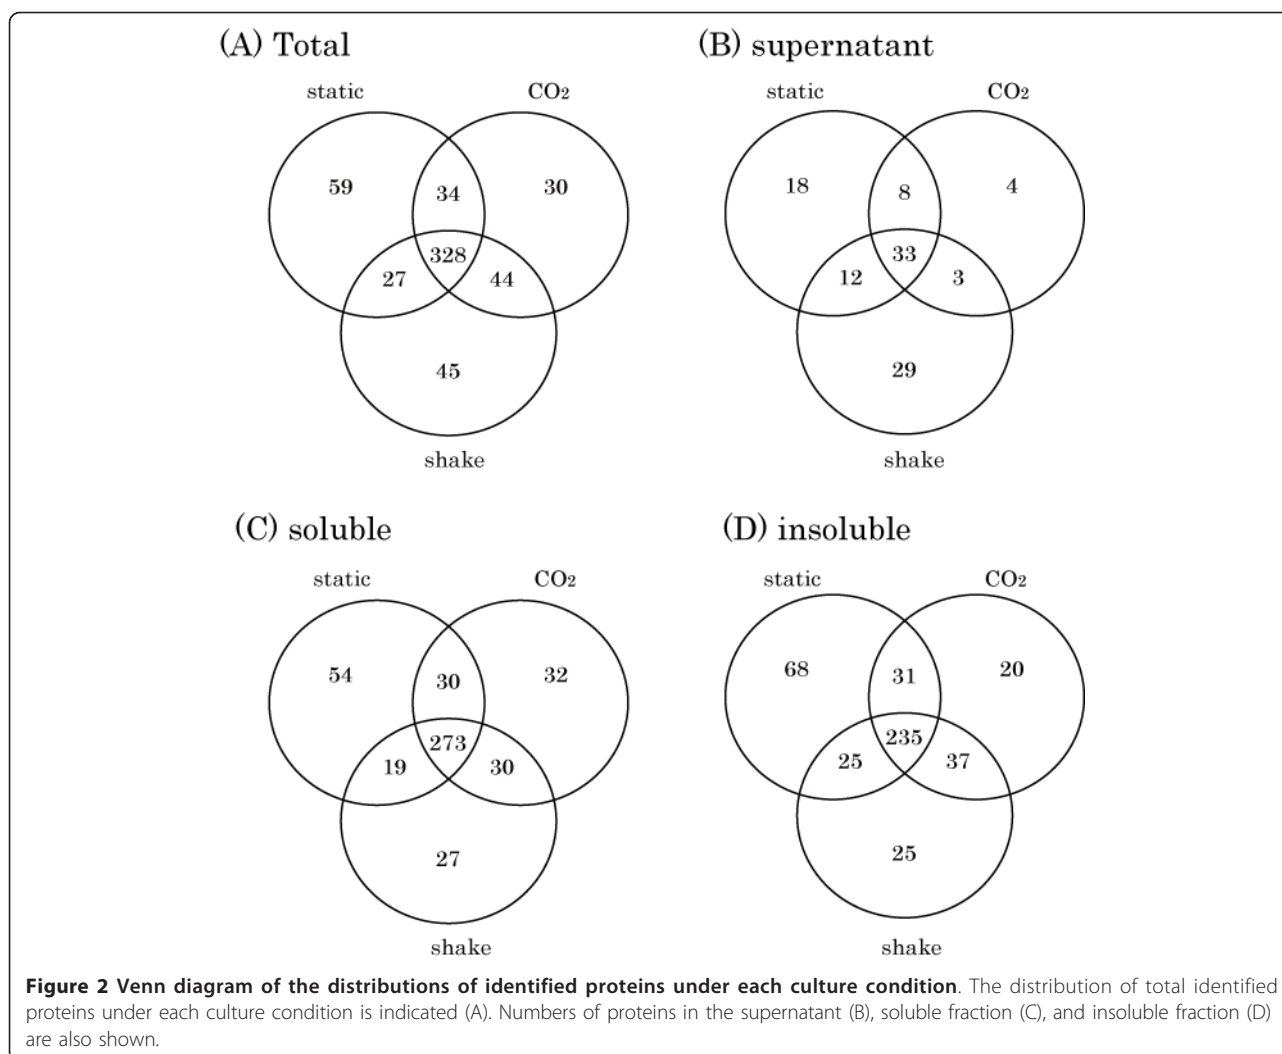 (A) Total
static
CO2
59
34
30
328
27
44
45
shake
(B) supernatant
static
CO2
18
8
4
33
12
3
29
shake
(C) soluble
static
CO2
54
30
32
273
19
30
27
shake
(D) insoluble
static
CO2
68
31
20
235
25
37
25
shake
Figure 2 Venn diagram of the distributions of identified proteins under each culture condition. The distribution of total identified
proteins under each culture condition is indicated (A). Numbers of proteins in the supernatant (B), soluble fraction (C), and insoluble fraction (D)
are also shown.